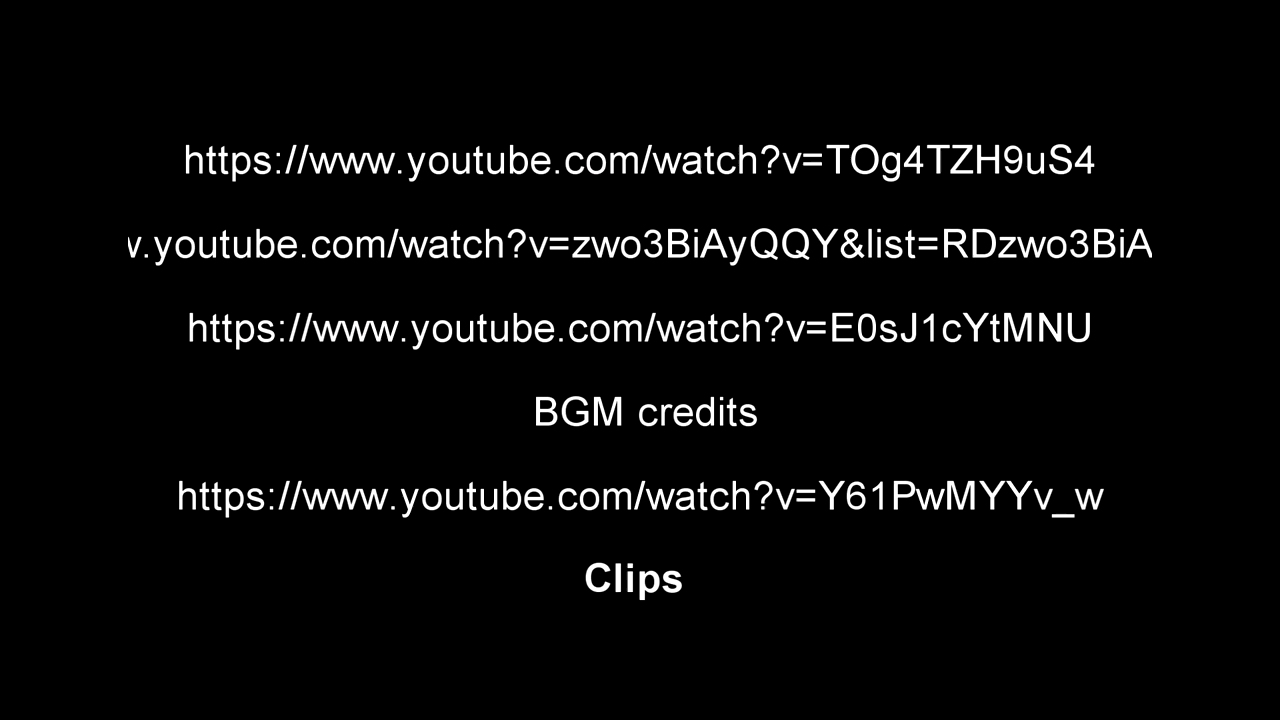 https://www.youtube.com/watch?v=TOg4TZH9uS4
w.youtube.com/watch?v=zwo3BiAyQQY&list=RDzwo3BiA
https://www.youtube.com/watch?v=E0sJ1cYtMNU
BGM credits
https://www.youtube.com/watch?v=Y61PwMYYv_w
Clips